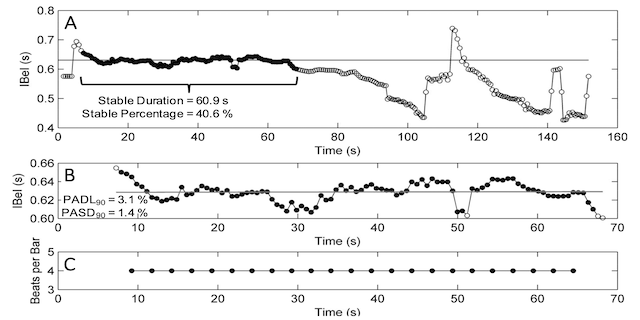 A
IBeI (s)
0.8
0.7
0.6
0.5
0.4
Stable Duration = 60.9 s
Stable Percentage = 40.6 %
0 20 40 60 80 100 120 140 160
Time (s)
B
IBeI (s)
0.66
0.64
0.62
0.60
PADL90 = 3.1 %
PASD90 = 1.4 %
0 10 20 30 40 50 60 70
Time (s)
C
Beats per Bar
5
4
3
0 10 20 30 40 50 60 70
Time (s)